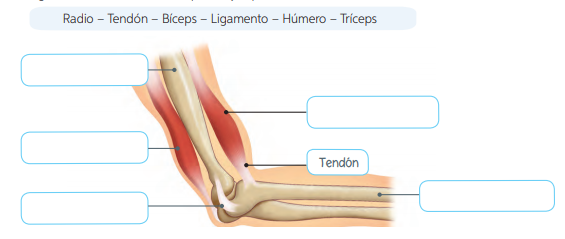 Radio – Tendón – Bíceps – Ligamento – Húmero – Tríceps
Tendón